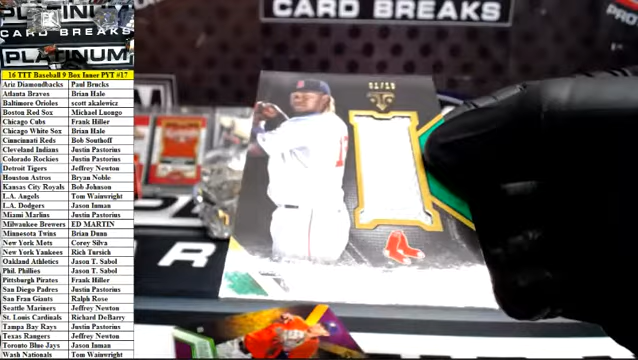 CARD BREAKS
CARD BREAKS
PLATINUM
16 TTT Baseball 9 Box Inner PYT #17
Ariz Diamondbacks Paul Brucks
Atlanta Braves Brian Hale
Baltimore Orioles scott akalewicz
Boston Red Sox Michael Luongo
Chicago Cubs Frank Hiller
Chicago White Sox Brian Hale
Cinncinnati Reds Bob Southoff
Cleveland Indians Justin Pastorius
Colorado Rockies Justin Pastorius
Detroit Tigers Jeffrey Newton
Houston Astros Bryan Noble
Kansas City Royals Bob Johnson
L.A. Angels Tom Wainwright
L.A. Dodgers Jason Inman
Miami Marlins Justin Pastorius
Milwaukee Brewers ED MARTIN
Minnesota Twins Brian Dunn
New York Mets Corey Silva
New York Yankees Rich Tursich
Oakland Athletics Jason T. Sabol
Phil. Phillies Jason T. Sabol
Pittsburgh Pirates Frank Hiller
San Diego Padres Justin Pastorius
San Fran Giants Ralph Rose
Seattle Mariners Jeffrey Newton
St. Louis Cardinals Richard DeBarry
Tampa Bay Rays Justin Pastorius
Texas Rangers Jeffrey Newton
Toronto Blue Jays Jason Inman
Wash Nationals Tom Wainwright